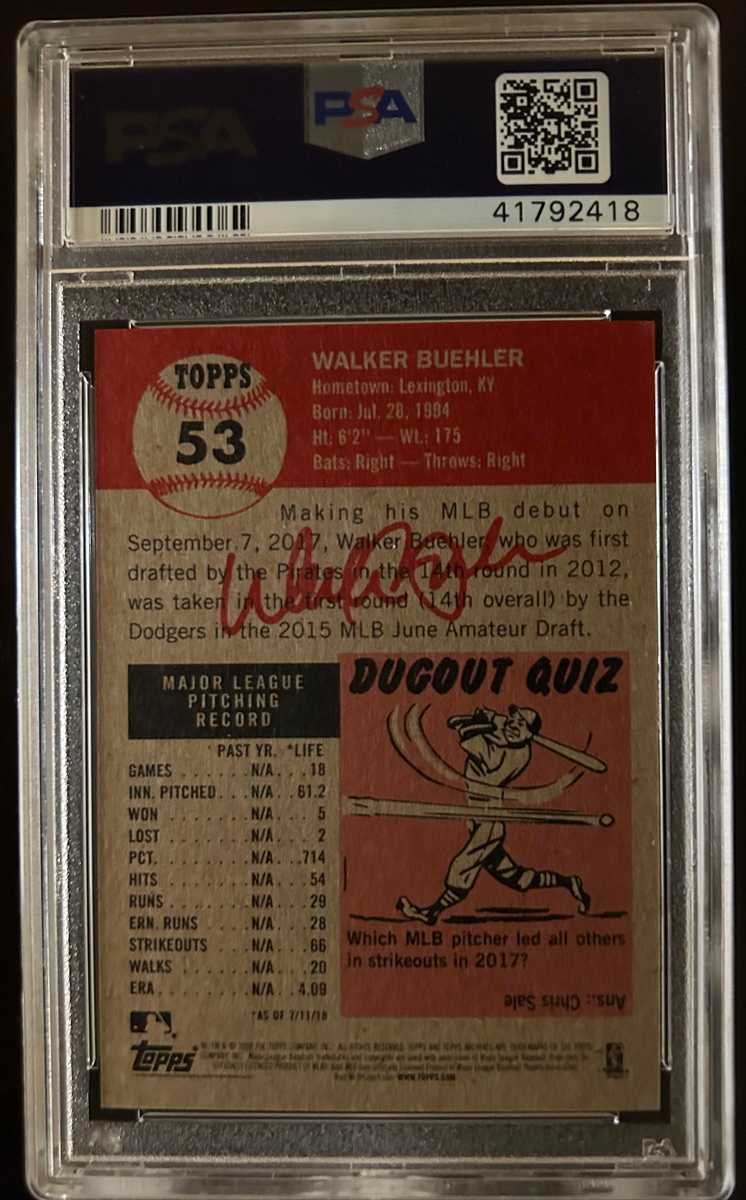 PSA
PSA
41792418
TOPPS
53
WALKER BUEHLER
Hometown: Lexington, KY
Born: Jul. 28, 1994
Ht: 6'2" — Wt.: 175
Bats: Right — Throws: Right
Making his MLB debut on
September 7, 2017, Walker Buehler, who was first
drafted by the Pirates in the 14th round in 2012,
was taken in the first round (14th overall) by the
Dodgers in the 2015 MLB June Amateur Draft.
MAJOR LEAGUE
PITCHING
RECORD
PAST YR. *LIFE
GAMES . . . . . . . N/A . . . 18
INN. PITCHED . . . N/A . . 61.2
WON . . . . . . . . N/A . . . . 5
LOST . . . . . . . . N/A . . . . 2
PCT. . . . . . . . . N/A . . .714
HITS . . . . . . . . N/A . . . 54
RUNS . . . . . . . . N/A . . . 29
ERN. RUNS . . . . N/A . . . 28
STRIKEOUTS . . . . N/A . . . 66
WALKS . . . . . . . N/A . . . 20
ERA . . . . . . . . . N/A . . 4.09
*AS OF 7/11/18
DUGOUT QUIZ
Which MLB pitcher led all others
in strikeouts in 2017?
Ans.: Chris Sale
topps
WWW.TOPPS.COM